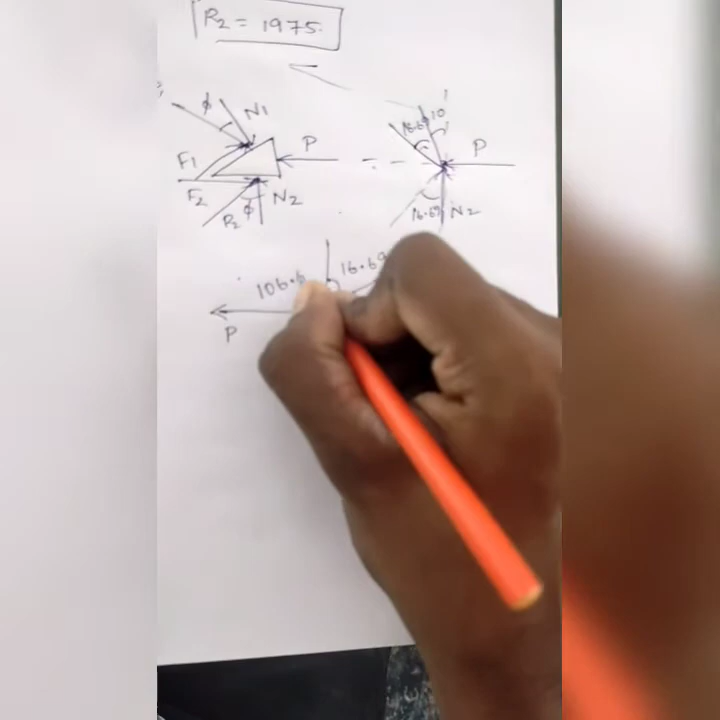 R2 = 1975.
φ N1
F1 P
F2 N2
R2 φ
16.69 10
P
16.69 N2
106.6 16.69
P